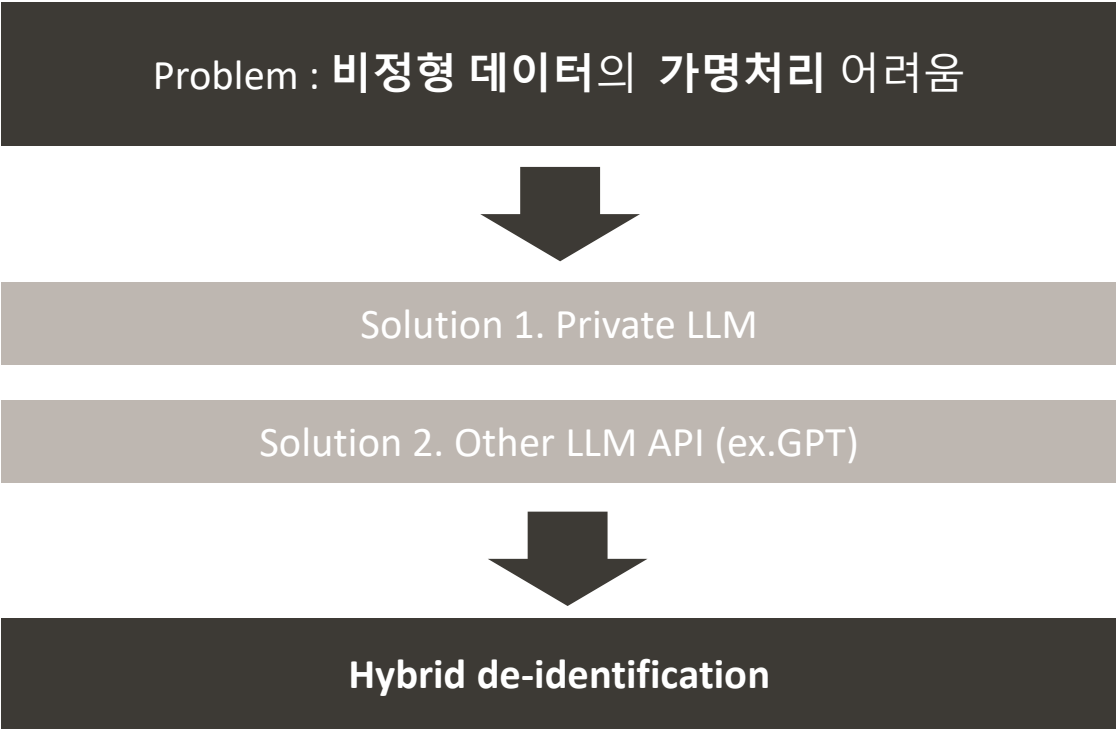 Problem : 비정형 데이터의 가명처리 어려움
Solution 1. Private LLM
Solution 2. Other LLM API (ex.GPT)
Hybrid de-identification